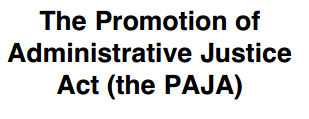 The Promotion of
Administrative Justice
Act (the PAJA)